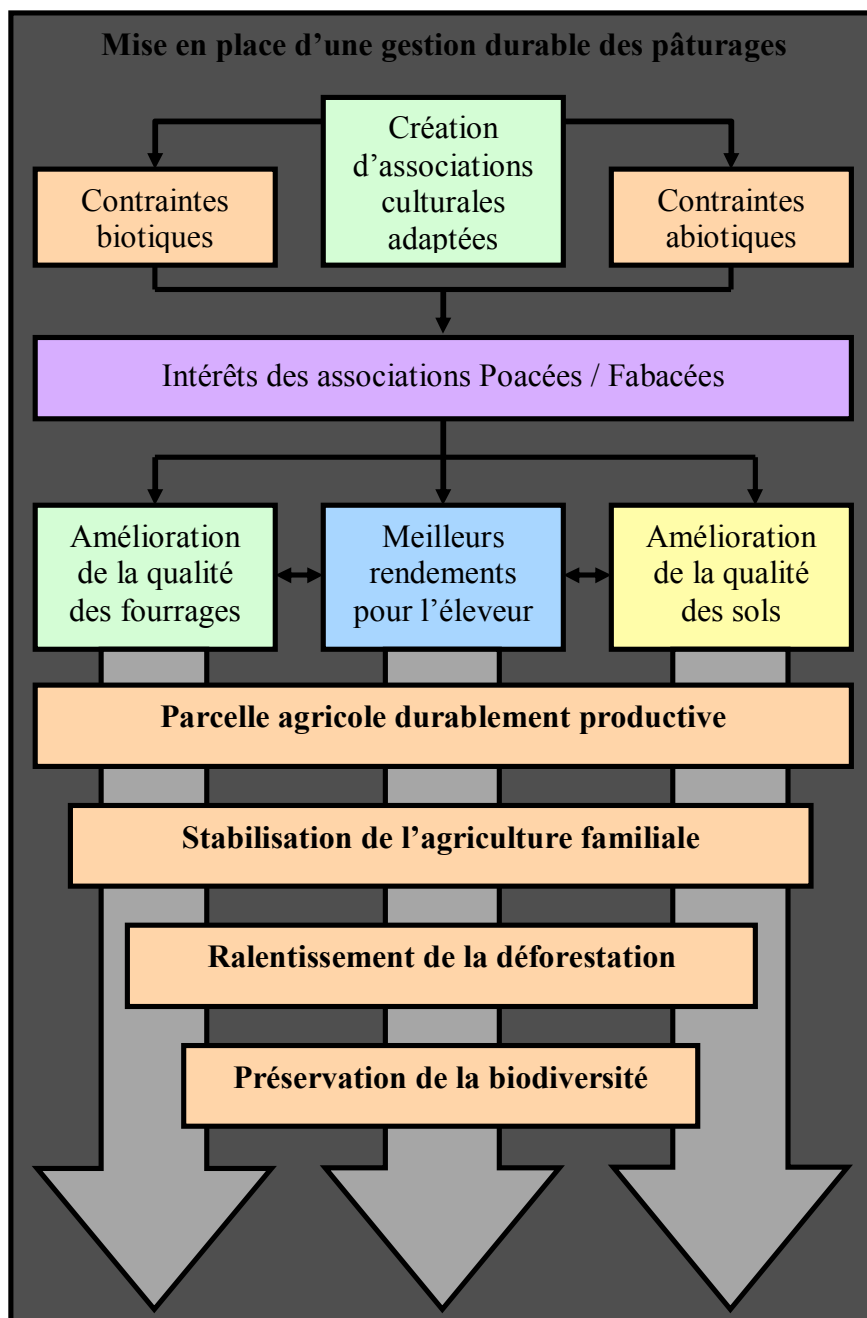 Mise en place d’une gestion durable des pâturages
Création
d’associations
culturales
adaptées
Contraintes
biotiques
Contraintes
abiotiques
Intérêts des associations Poacées / Fabacées
Amélioration
de la qualité
des fourrages
Meilleurs
rendements
pour l’éleveur
Amélioration
de la qualité
des sols
Parcelle agricole durablement productive
Stabilisation de l’agriculture familiale
Ralentissement de la déforestation
Préservation de la biodiversité